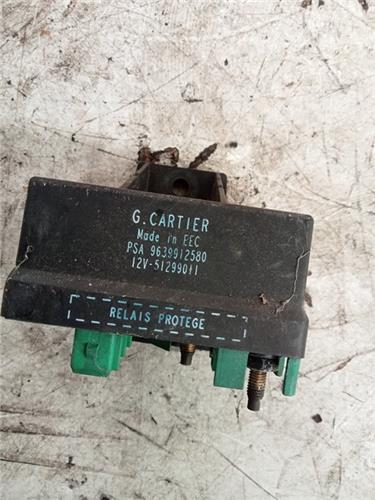 G.CARTIER
Made in EEC
PSA 9639912580
12V-51299011
RELAIS PROTEGE